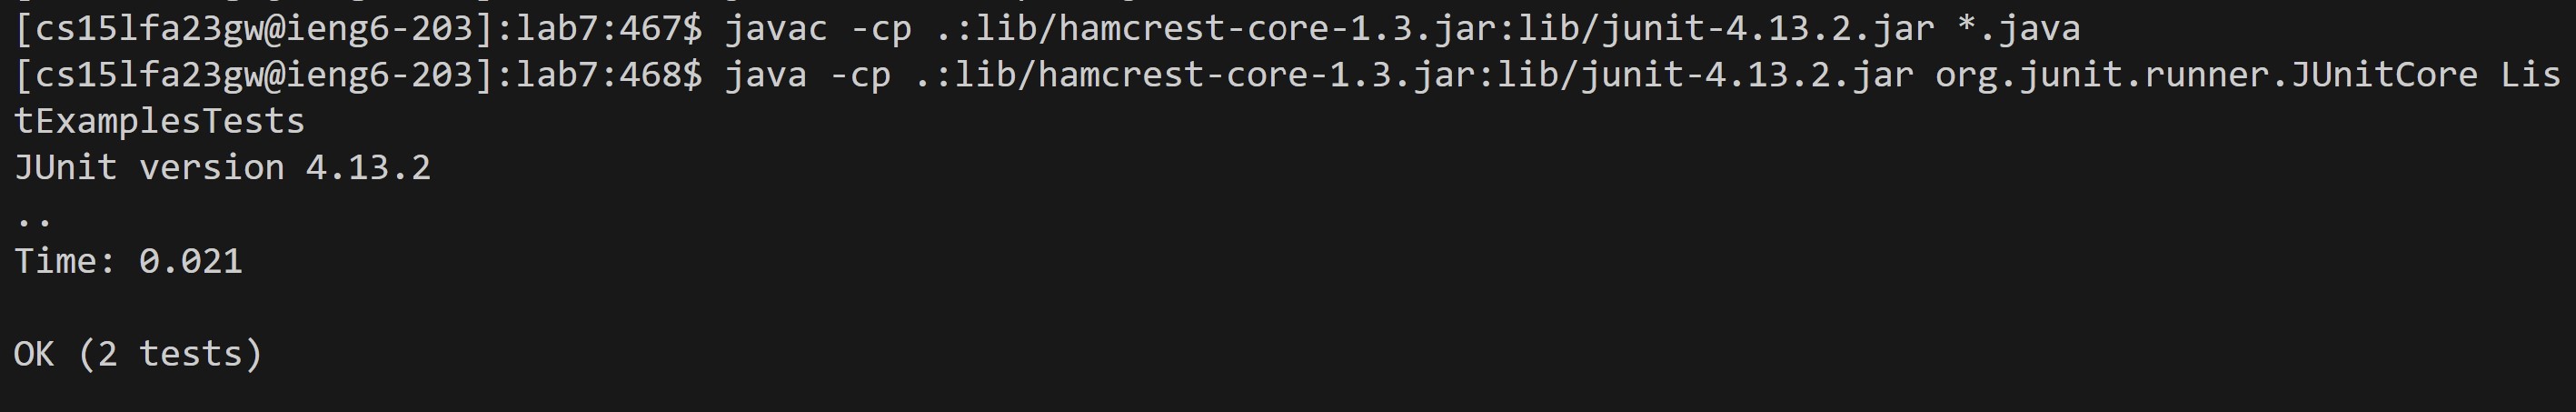 [cs15lfa23gw@ieng6-203]:lab7:467$ javac -cp .:lib/hamcrest-core-1.3.jar:lib/junit-4.13.2.jar *.java
[cs15lfa23gw@ieng6-203]:lab7:468$ java -cp .:lib/hamcrest-core-1.3.jar:lib/junit-4.13.2.jar org.junit.runner.JUnitCore Lis
tExamplesTests
JUnit version 4.13.2
..
Time: 0.021
OK (2 tests)